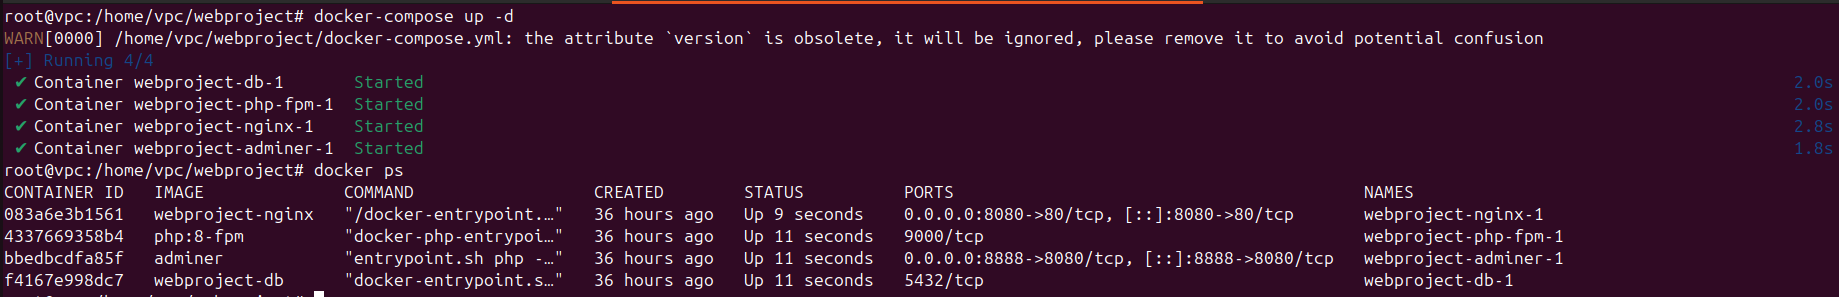 root@vpc:/home/vpc/webproject# docker-compose up -d
WARN[0000] /home/vpc/webproject/docker-compose.yml: the attribute `version` is obsolete, it will be ignored, please remove it to avoid potential confusion
[+] Running 4/4
✔ Container webproject-db-1 Started 2.0s
✔ Container webproject-php-fpm-1 Started 2.0s
✔ Container webproject-nginx-1 Started 2.8s
✔ Container webproject-adminer-1 Started 1.8s
root@vpc:/home/vpc/webproject# docker ps
CONTAINER ID IMAGE COMMAND CREATED STATUS PORTS NAMES
083a6e3b1561 webproject-nginx "/docker-entrypoint.…" 36 hours ago Up 9 seconds 0.0.0.0:8080->80/tcp, [::]:8080->80/tcp webproject-nginx-1
4337669358b4 php:8-fpm "docker-php-entrypoi…" 36 hours ago Up 11 seconds 9000/tcp webproject-php-fpm-1
bbedbcdfa85f adminer "entrypoint.sh php -…" 36 hours ago Up 11 seconds 0.0.0.0:8888->8080/tcp, [::]:8888->8080/tcp webproject-adminer-1
f4167e998dc7 webproject-db "docker-entrypoint.s…" 36 hours ago Up 11 seconds 5432/tcp webproject-db-1